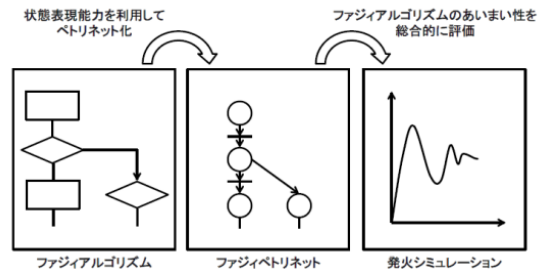 状態表現能力を利用して
ペトリネット化
ファジィアルゴリズムのあいまい性を
総合的に評価
ファジィアルゴリズム
ファジィペトリネット
発火シミュレーション